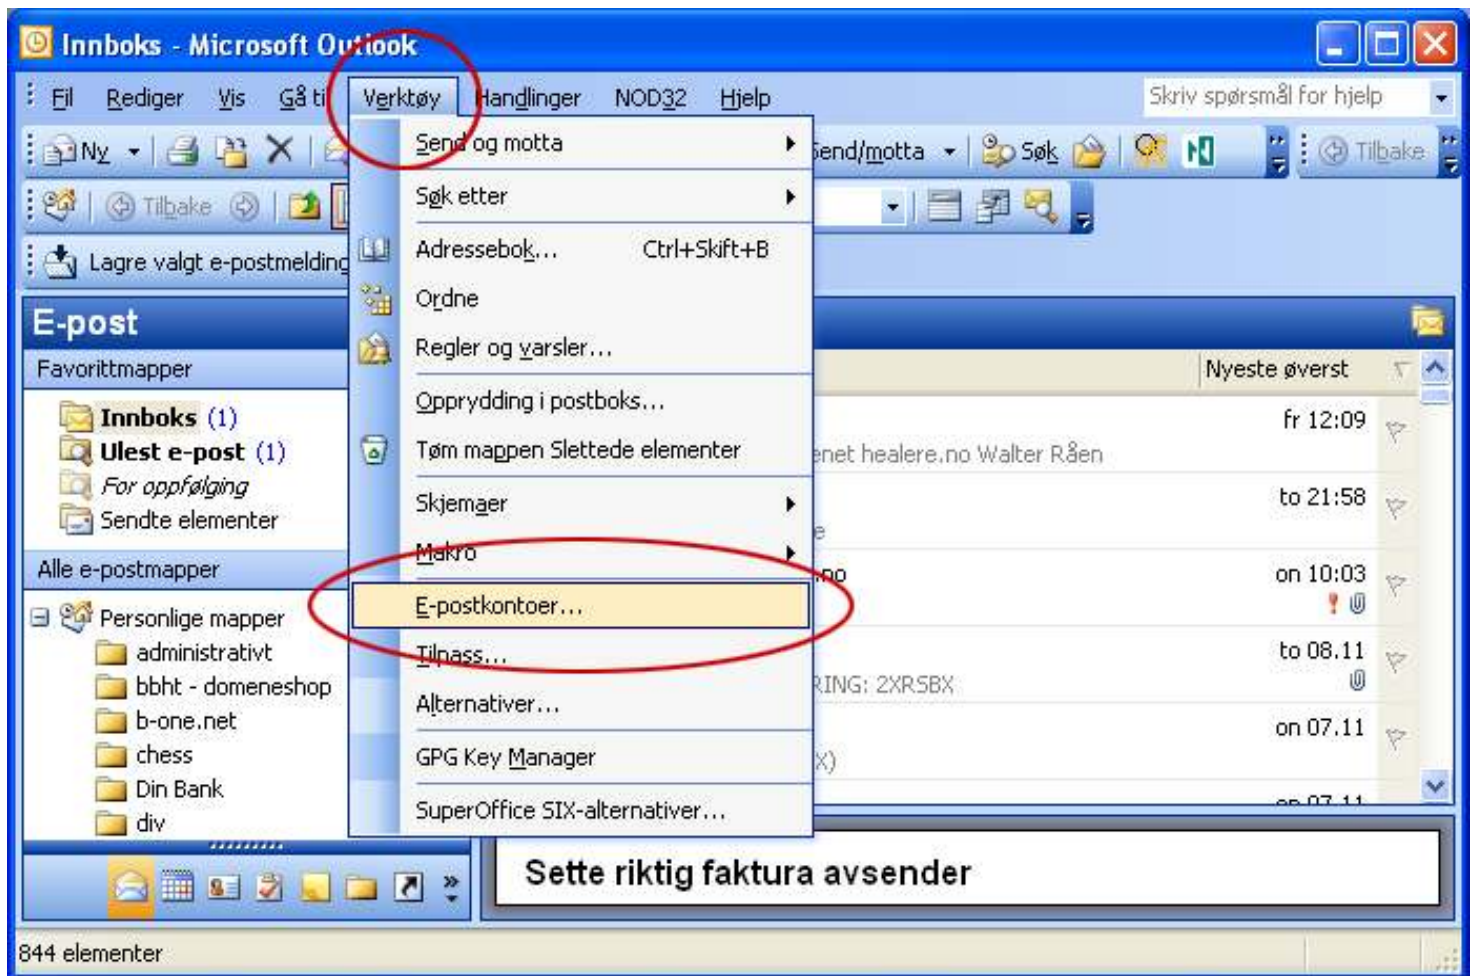 Innboks - Microsoft Outlook
Fil Rediger Vis Gå til Verktøy Handlinger NOD32 Hjelp Skriv spørsmål for hjelp
Ny Send/motta Søk Tilbake
Tilbake
Lagre valgt e-postmelding
Send og motta
Søk etter
Adressebok... Ctrl+Skift+B
Ordne
Regler og varsler...
Opprydding i postboks...
Tøm mappen Slettede elementer
Skjemaer
Makro
E-postkontoer...
Tilpass...
Alternativer...
GPG Key Manager
SuperOffice SIX-alternativer...
E-post
Favorittmapper
Innboks (1)
Ulest e-post (1)
For oppfølging
Sendte elementer
Alle e-postmapper
Personlige mapper
administrativt
bbht - domeneshop
b-one.net
chess
Din Bank
div
Nyeste øverst
fr 12:09
enet healere.no Walter Råen
to 21:58
e
.no on 10:03
to 08.11
RING: 2XRSBX
on 07.11
X)
on 07.11
Sette riktig faktura avsender
844 elementer